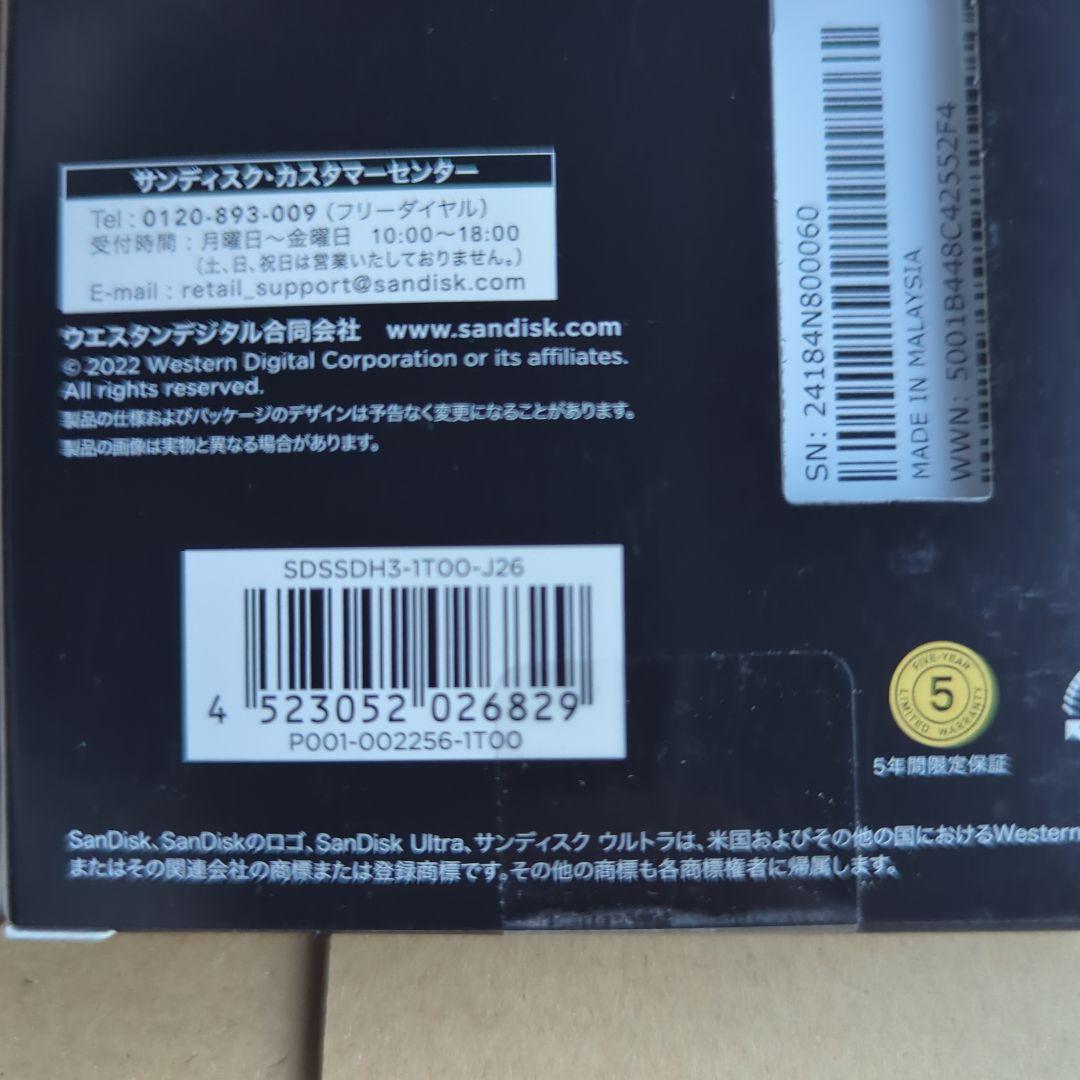 サンディスク・カスタマーセンター
Tel : 0120-893-009（フリーダイヤル）
受付時間 : 月曜日〜金曜日 10:00〜18:00
（土、日、祝日は営業いたしておりません。）
E-mail : retail_support@sandisk.com
ウエスタンデジタル合同会社 www.sandisk.com
© 2022 Western Digital Corporation or its affiliates.
All rights reserved.
製品の仕様およびパッケージのデザインは予告なく変更になることがあります。
製品の画像は実物と異なる場合があります。
SN: 24184N800060
MADE IN MALAYSIA
WWN: 5001B448C42552F4
SDSSDH3-1T00-J26
4 523052 026829
P001-002256-1T00
FIVE-YEAR
5
LIMITED WARRANTY
5年間限定保証
SanDisk、SanDiskのロゴ、SanDisk Ultra、サンディスク ウルトラは、米国およびその他の国におけるWestern
またはその関連会社の商標または登録商標です。その他の商標も各商標権者に帰属します。